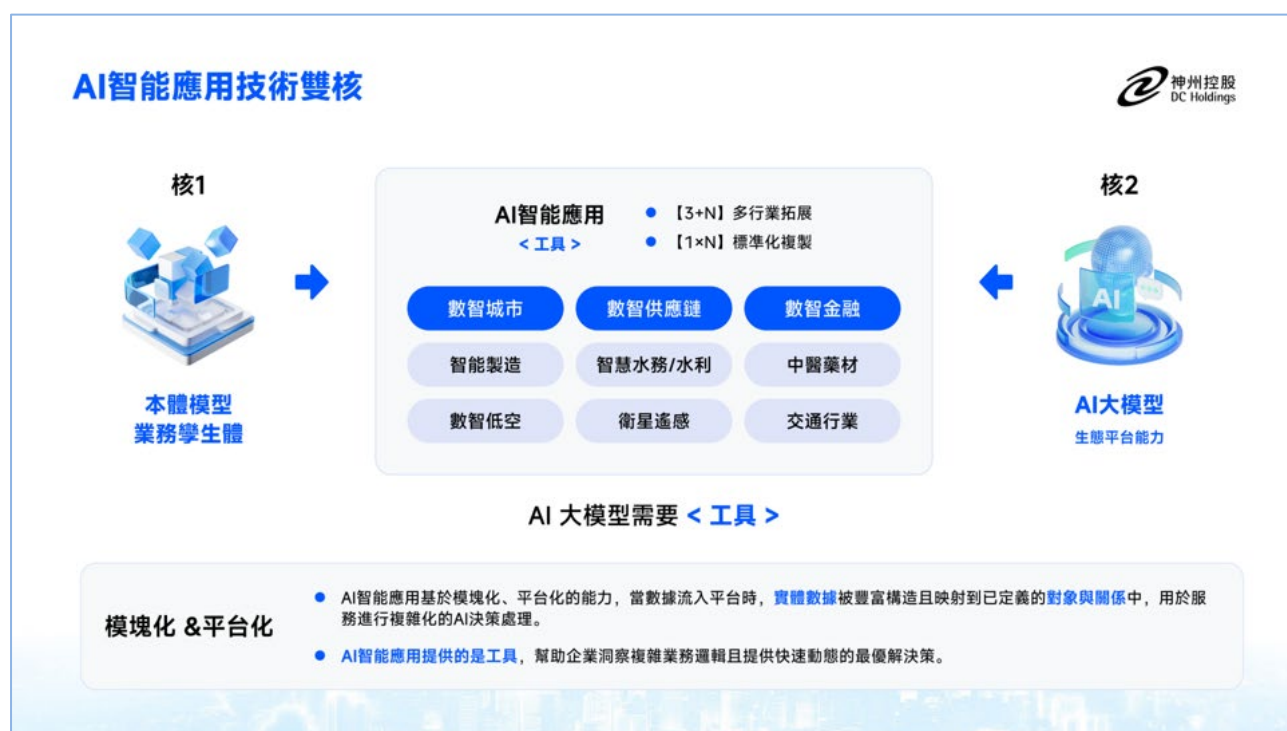 AI智能應用技術雙核
神州控股
DC Holdings
核1
本體模型
業務孿生體
AI智能應用
<工具>
【3+N】多行業拓展
【1×N】標準化複製
數智城市
數智供應鏈
數智金融
智能製造
智慧水務/水利
中醫藥材
數智低空
衛星遙感
交通行業
核2
AI
AI大模型
生態平台能力
AI 大模型需要 <工具>
模塊化 &平台化
AI智能應用基於模塊化、平台化的能力，當數據流入平台時，實體數據被豐富構造且映射到已定義的對象與關係中，用於服
務進行複雜化的AI決策處理。
AI智能應用提供的是工具，幫助企業洞察複雜業務邏輯且提供快速動態的最優解決策。